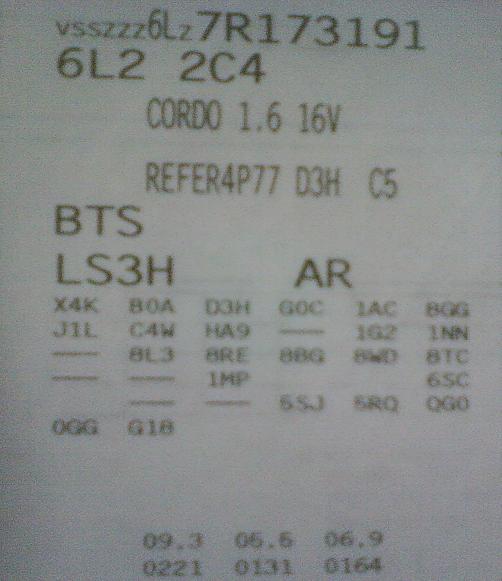 VSSZZZ6LZ7R173191
6L2 2C4
CORDO 1.6 16V
REFER4P77 D3H C5
BTS
LS3H AR
X4K B0A D3H G0C 1AC 8GG
J1L C4W HA9 — 1G2 1NN
— 8L3 8RE 8BG 8WD 8TC
— — 1MP 6SC
— — 5SJ 5RQ QG0
0GG G18
09.3 05.6 06.9
0221 0131 0164